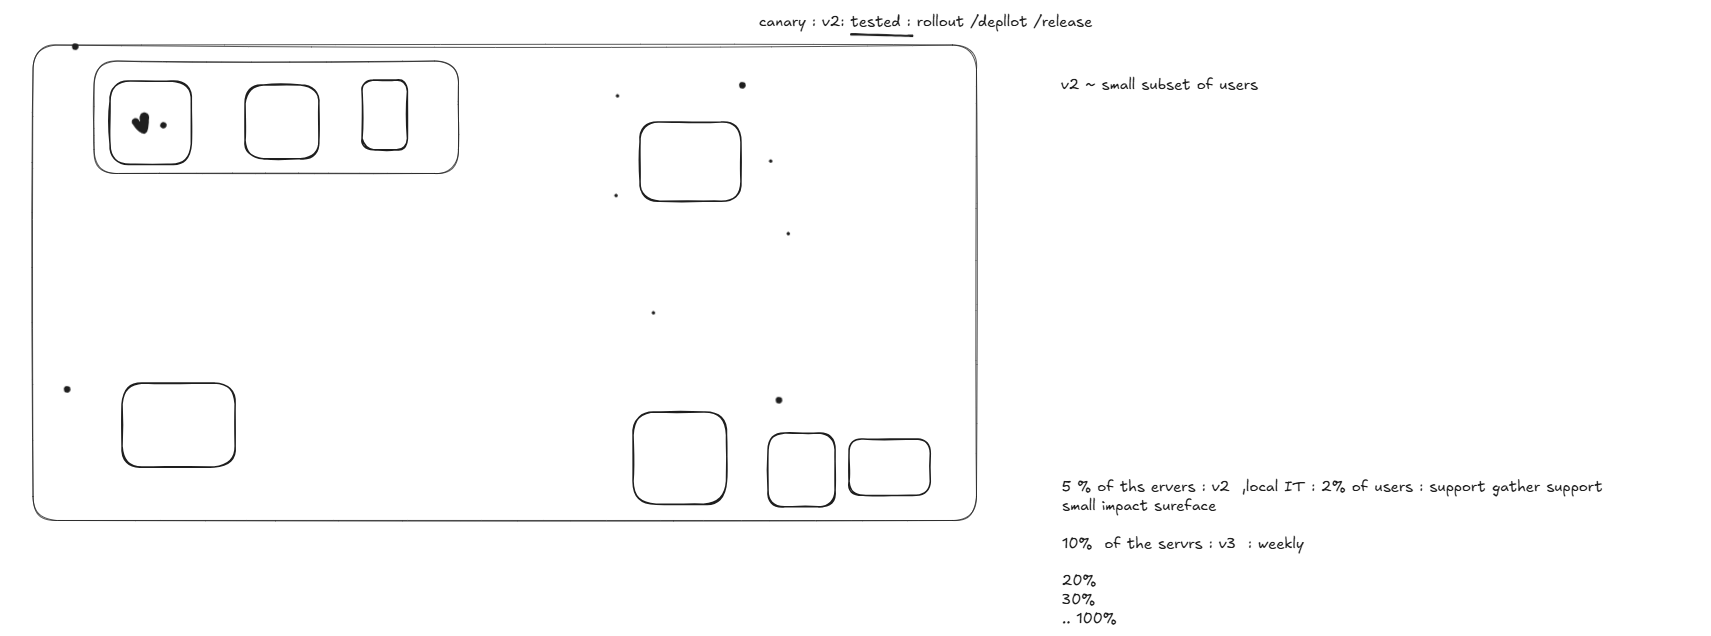 canary : v2: tested : rollout /depllot /release
v2 ~ small subset of users
5 % of ths ervers : v2 ,local IT : 2% of users : support gather support
small impact sureface
10% of the servrs : v3 : weekly
20%
30%
.. 100%